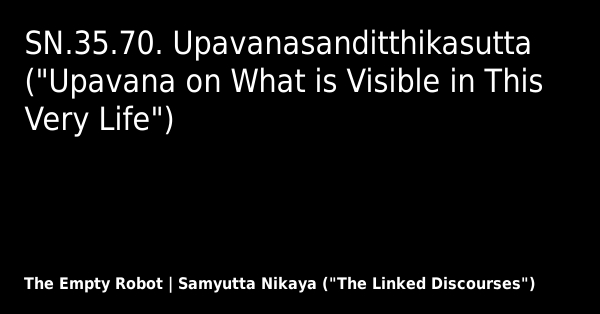 SN.35.70. Upavanasanditthikasutta
("Upavana on What is Visible in This
Very Life")
The Empty Robot | Samyutta Nikaya ("The Linked Discourses")